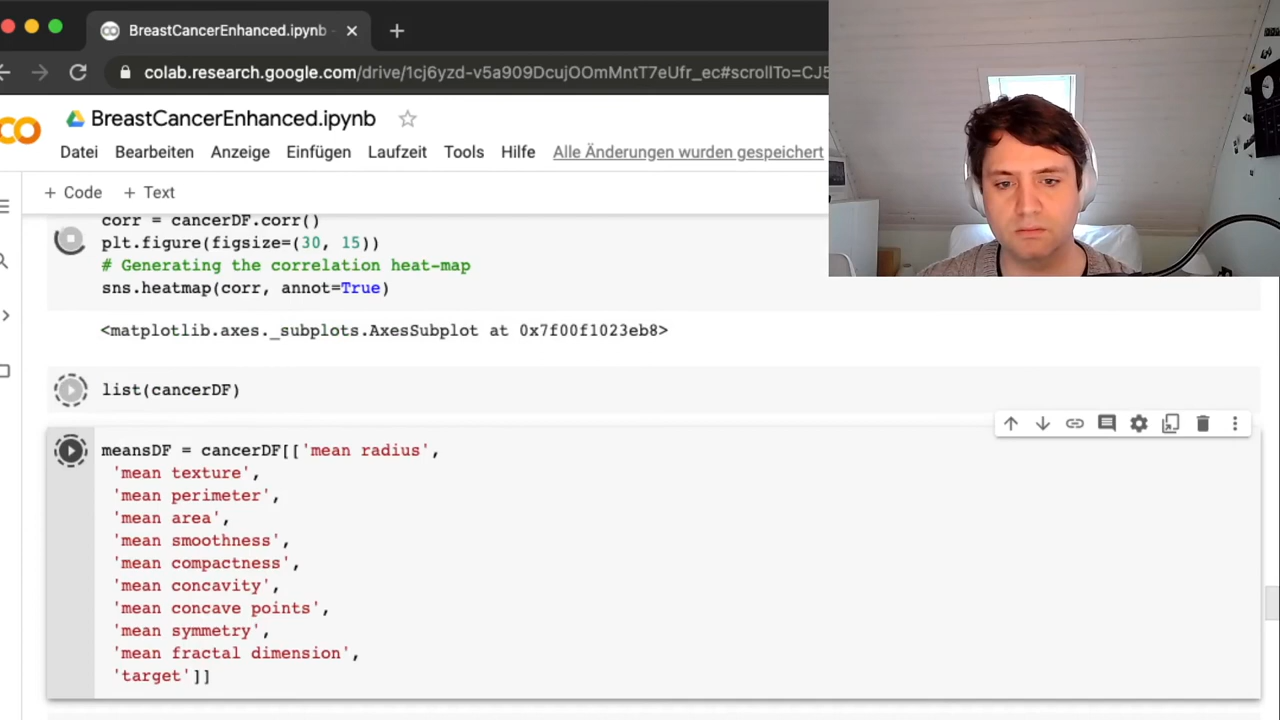 BreastCancerEnhanced.ipynb
colab.research.google.com/drive/1cj6yzd-v5a909DcujOOmMntT7eUfr_ec#scrollTo=CJ5
BreastCancerEnhanced.ipynb
Datei Bearbeiten Anzeige Einfügen Laufzeit Tools Hilfe Alle Änderungen wurden gespeichert
+ Code + Text
corr = cancerDF.corr()
plt.figure(figsize=(30, 15))
# Generating the correlation heat-map
sns.heatmap(corr, annot=True)
<matplotlib.axes._subplots.AxesSubplot at 0x7f00f1023eb8>
list(cancerDF)
meansDF = cancerDF[['mean radius',
'mean texture',
'mean perimeter',
'mean area',
'mean smoothness',
'mean compactness',
'mean concavity',
'mean concave points',
'mean symmetry',
'mean fractal dimension',
'target']]